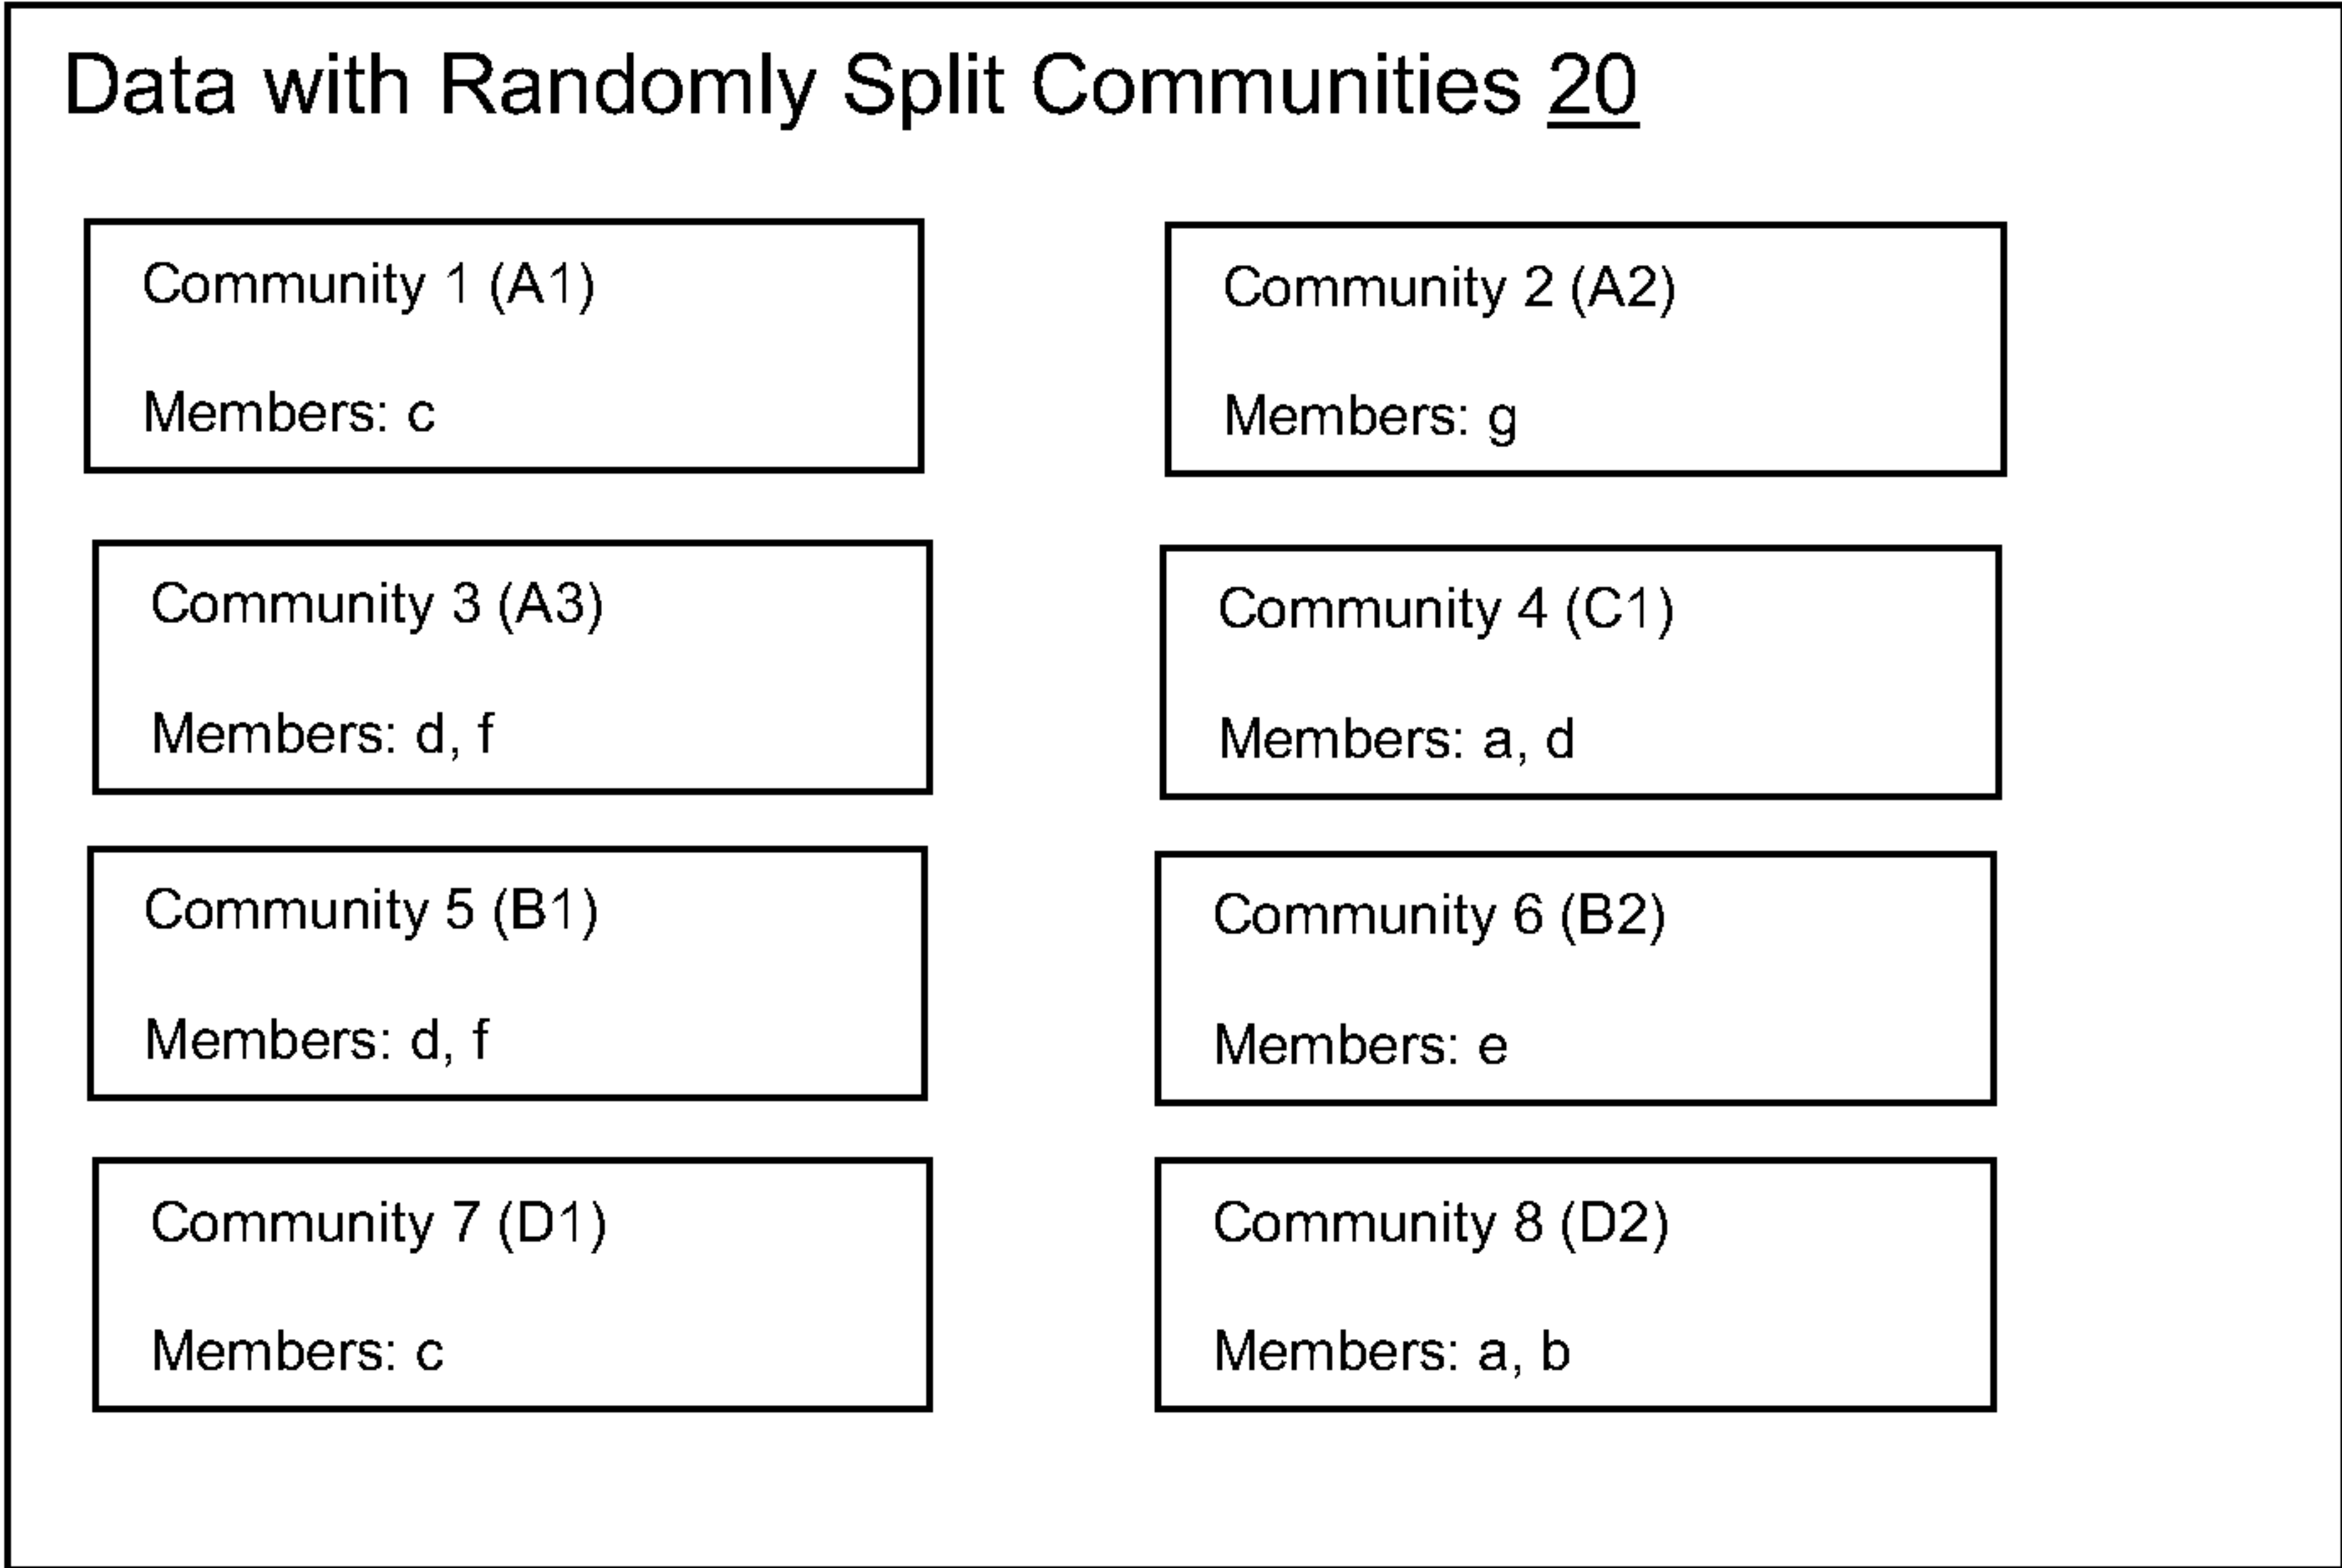 Data with Randomly Split Communities 20
Community 1 (A1)
Members: c
Community 2 (A2)
Members: g
Community 3 (A3)
Members: d, f
Community 4 (C1)
Members: a, d
Community 5 (B1)
Members: d, f
Community 6 (B2)
Members: e
Community 7 (D1)
Members: c
Community 8 (D2)
Members: a, b